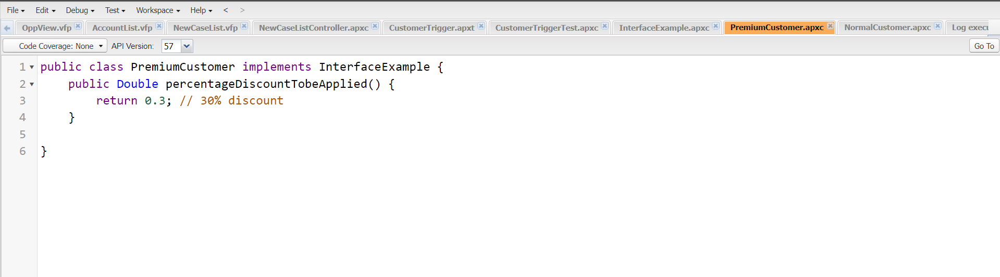 File Edit Debug Test Workspace Help < >
OppView.vfp AccountList.vfp NewCaseList.vfp NewCaseListController.apxc CustomerTrigger.apxt CustomerTriggerTest.apxc InterfaceExample.apxc PremiumCustomer.apxc NormalCustomer.apxc Log execu
Code Coverage: None API Version: 57 Go To
1 public class PremiumCustomer implements InterfaceExample {
2 public Double percentageDiscountTobeApplied() {
3 return 0.3; // 30% discount
4 }
5
6 }